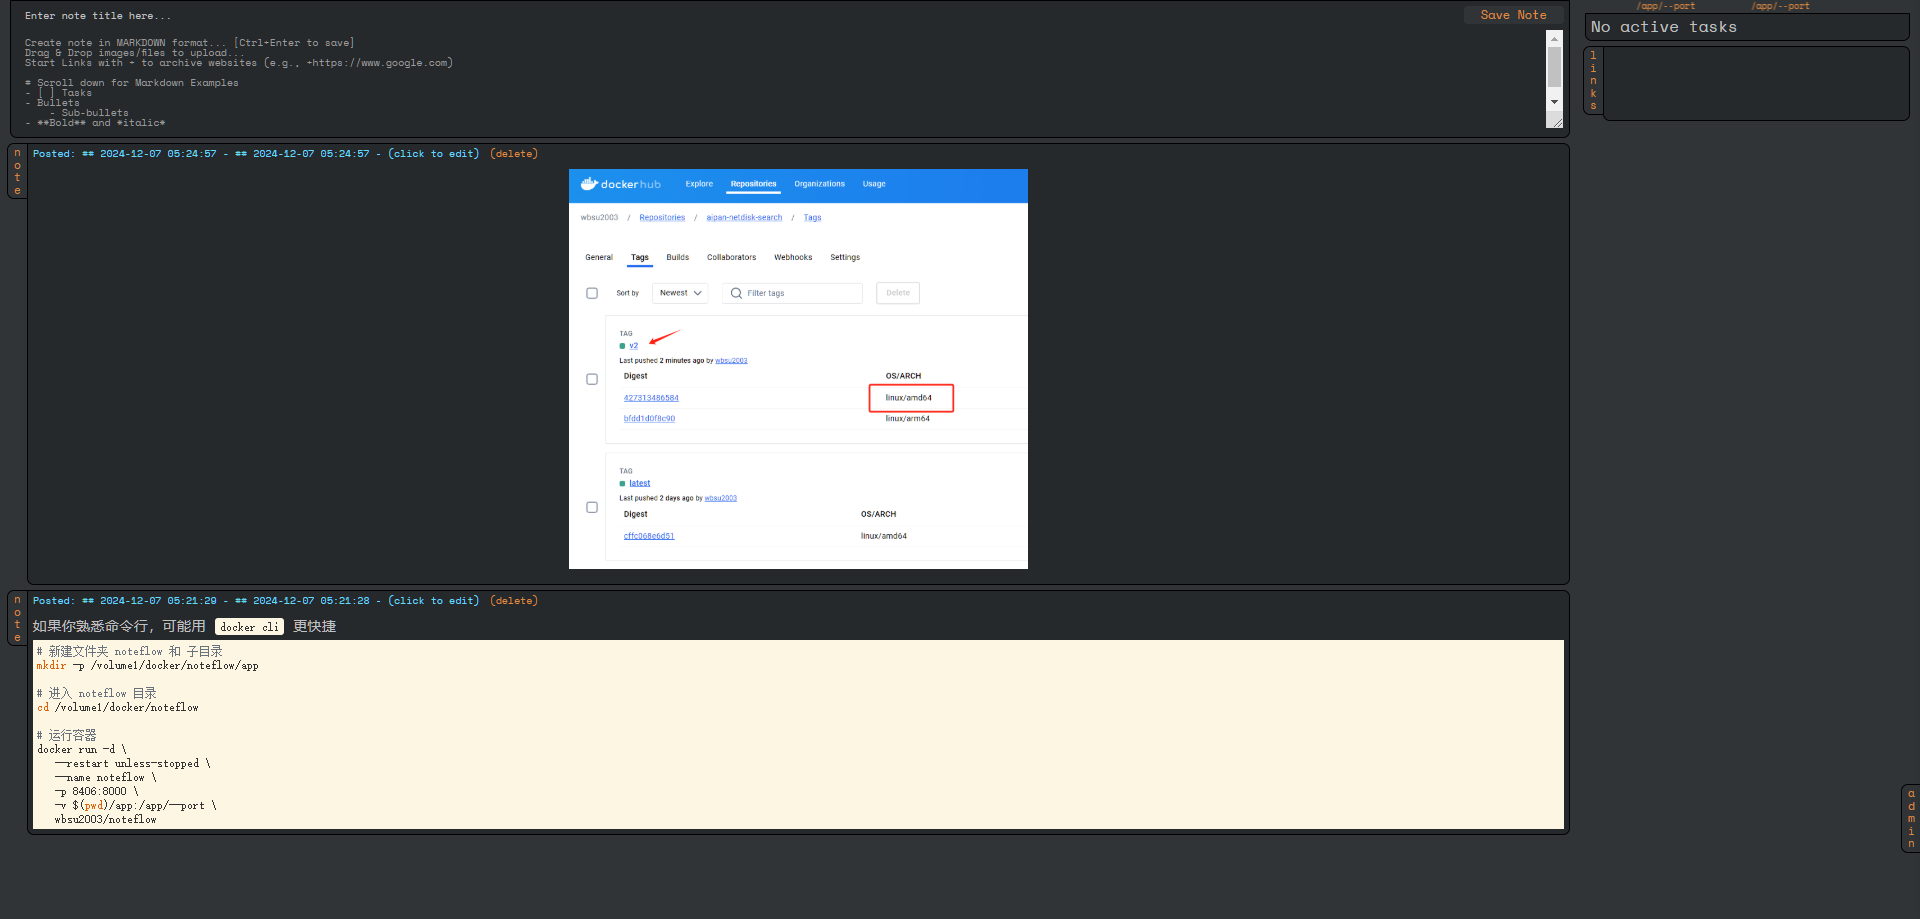 Enter note title here...
Save Note
Create note in MARKDOWN format... [Ctrl+Enter to save]
Drag & Drop images/files to upload...
Start Links with + to archive websites (e.g., +https://www.google.com)
# Scroll down for Markdown Examples
- [ ] Tasks
- Bullets
- Sub-bullets
- **Bold** and *italic*
/app/--port /app/--port
No active tasks
links
note
Posted: ## 2024-12-07 05:24:57 - ## 2024-12-07 05:24:57 - (click to edit) (delete)
dockerhub Explore Repositories Organizations Usage
wbsu2003 / Repositories / aipan-netdisk-search / Tags
General Tags Builds Collaborators Webhooks Settings
Sort by Newest Filter tags Delete
TAG
v2
Last pushed 2 minutes ago by wbsu2003
Digest OS/ARCH
427313486584 linux/amd64
bfdd1d0f8c90 linux/arm64
TAG
latest
Last pushed 2 days ago by wbsu2003
Digest OS/ARCH
cffc068e6d51 linux/amd64
note
Posted: ## 2024-12-07 05:21:29 - ## 2024-12-07 05:21:28 - (click to edit) (delete)
如果你熟悉命令行，可能用 docker cli 更快捷
# 新建文件夹 noteflow 和 子目录
mkdir -p /volume1/docker/noteflow/app
# 进入 noteflow 目录
cd /volume1/docker/noteflow
# 运行容器
docker run -d \
--restart unless-stopped \
--name noteflow \
-p 8406:8000 \
-v $(pwd)/app:/app/--port \
wbsu2003/noteflow
admin